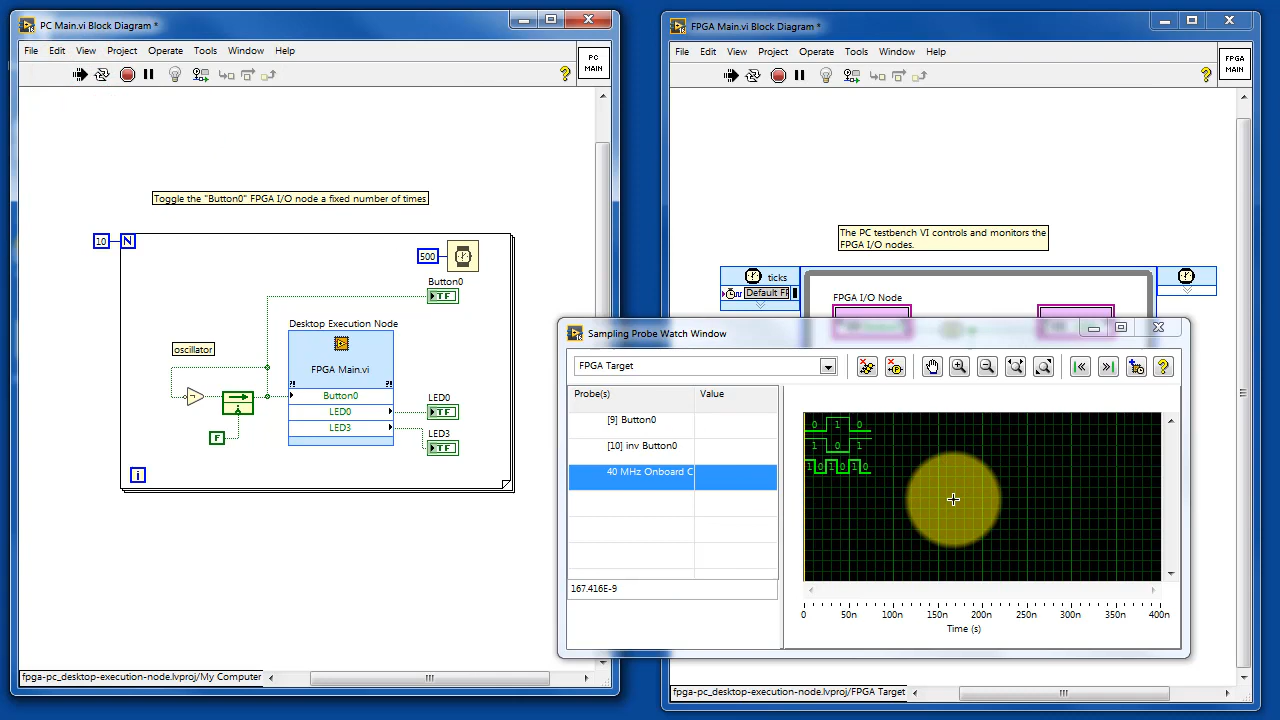 PC Main.vi Block Diagram *
File Edit View Project Operate Tools Window Help
PC
MAIN
Toggle the "Button0" FPGA I/O node a fixed number of times
10 N
500
Button0
TF
Desktop Execution Node
oscillator
FPGA Main.vi
Button0
LED0
LED3
F
LED0
TF
LED3
TF
i
fpga-pc_desktop-execution-node.lvproj/My Computer
FPGA Main.vi Block Diagram *
File Edit View Project Operate Tools Window Help
FPGA
MAIN
The PC testbench VI controls and monitors the
FPGA I/O nodes.
ticks
Default FP
FPGA I/O Node
Sampling Probe Watch Window
FPGA Target
Probe(s) Value
[9] Button0
[10] inv Button0
40 MHz Onboard C
167.416E-9
0 1 0
1 0 1
1 0 1 0 1 0
0 50n 100n 150n 200n 250n 300n 350n 400n
Time (s)
fpga-pc_desktop-execution-node.lvproj/FPGA Target